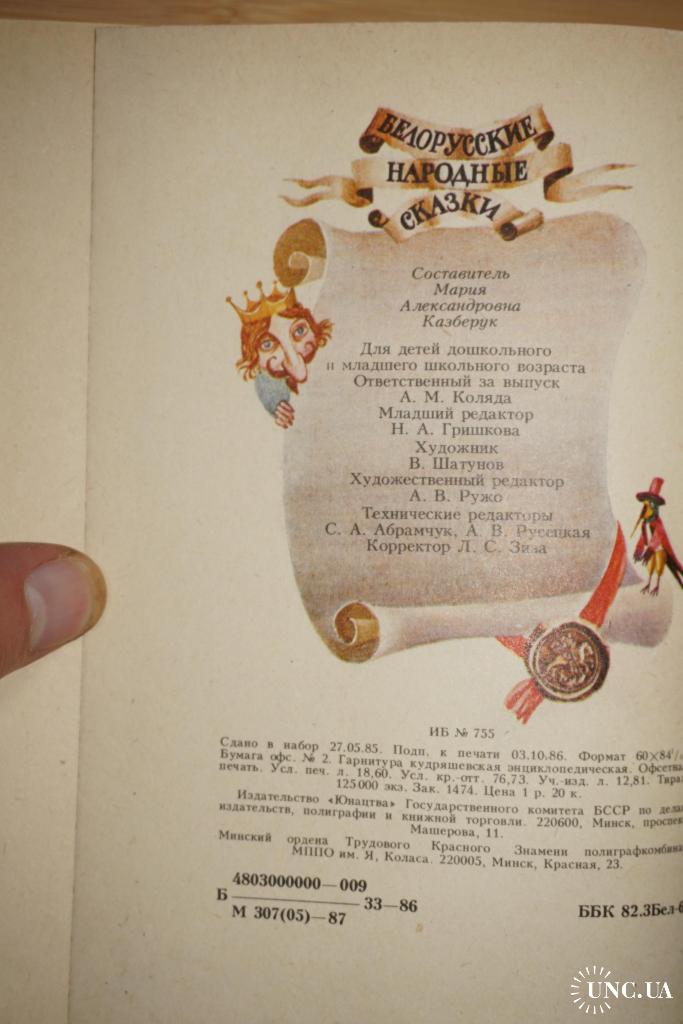 БЕЛОРУССКИЕ
НАРОДНЫЕ
СКАЗКИ
Составитель
Мария
Александровна
Казберук
Для детей дошкольного
и младшего школьного возраста
Ответственный за выпуск
А. М. Коляда
Младший редактор
Н. А. Гришкова
Художник
В. Шатунов
Художественный редактор
А. В. Ружо
Технические редакторы
С. А. Абрамчук, А. В. Русецкая
Корректор Л. С. Зиза
ИБ № 755
Сдано в набор 27.05.85. Подп. к печати 03.10.86. Формат 60×84
Бумага офс. № 2. Гарнитура кудряшевская энциклопедическая. Офсетна
печать. Усл. печ. л. 18,60. Усл. кр.-отт. 76,73. Уч.-изд. л. 12,81. Тира
125 000 экз. Зак. 1474. Цена 1 р. 20 к.
Издательство «Юнацтва» Государственного комитета БССР по дела
издательств, полиграфии и книжной торговли. 220600, Минск, проспек
Машерова, 11.
Минский ордена Трудового Красного Знамени полиграфкомбина
МППО им. Я. Коласа. 220005, Минск, Красная, 23.
4803000000—009
Б 33—86
М 307(05)—87
ББК 82.3Бел-6
UNC.UA